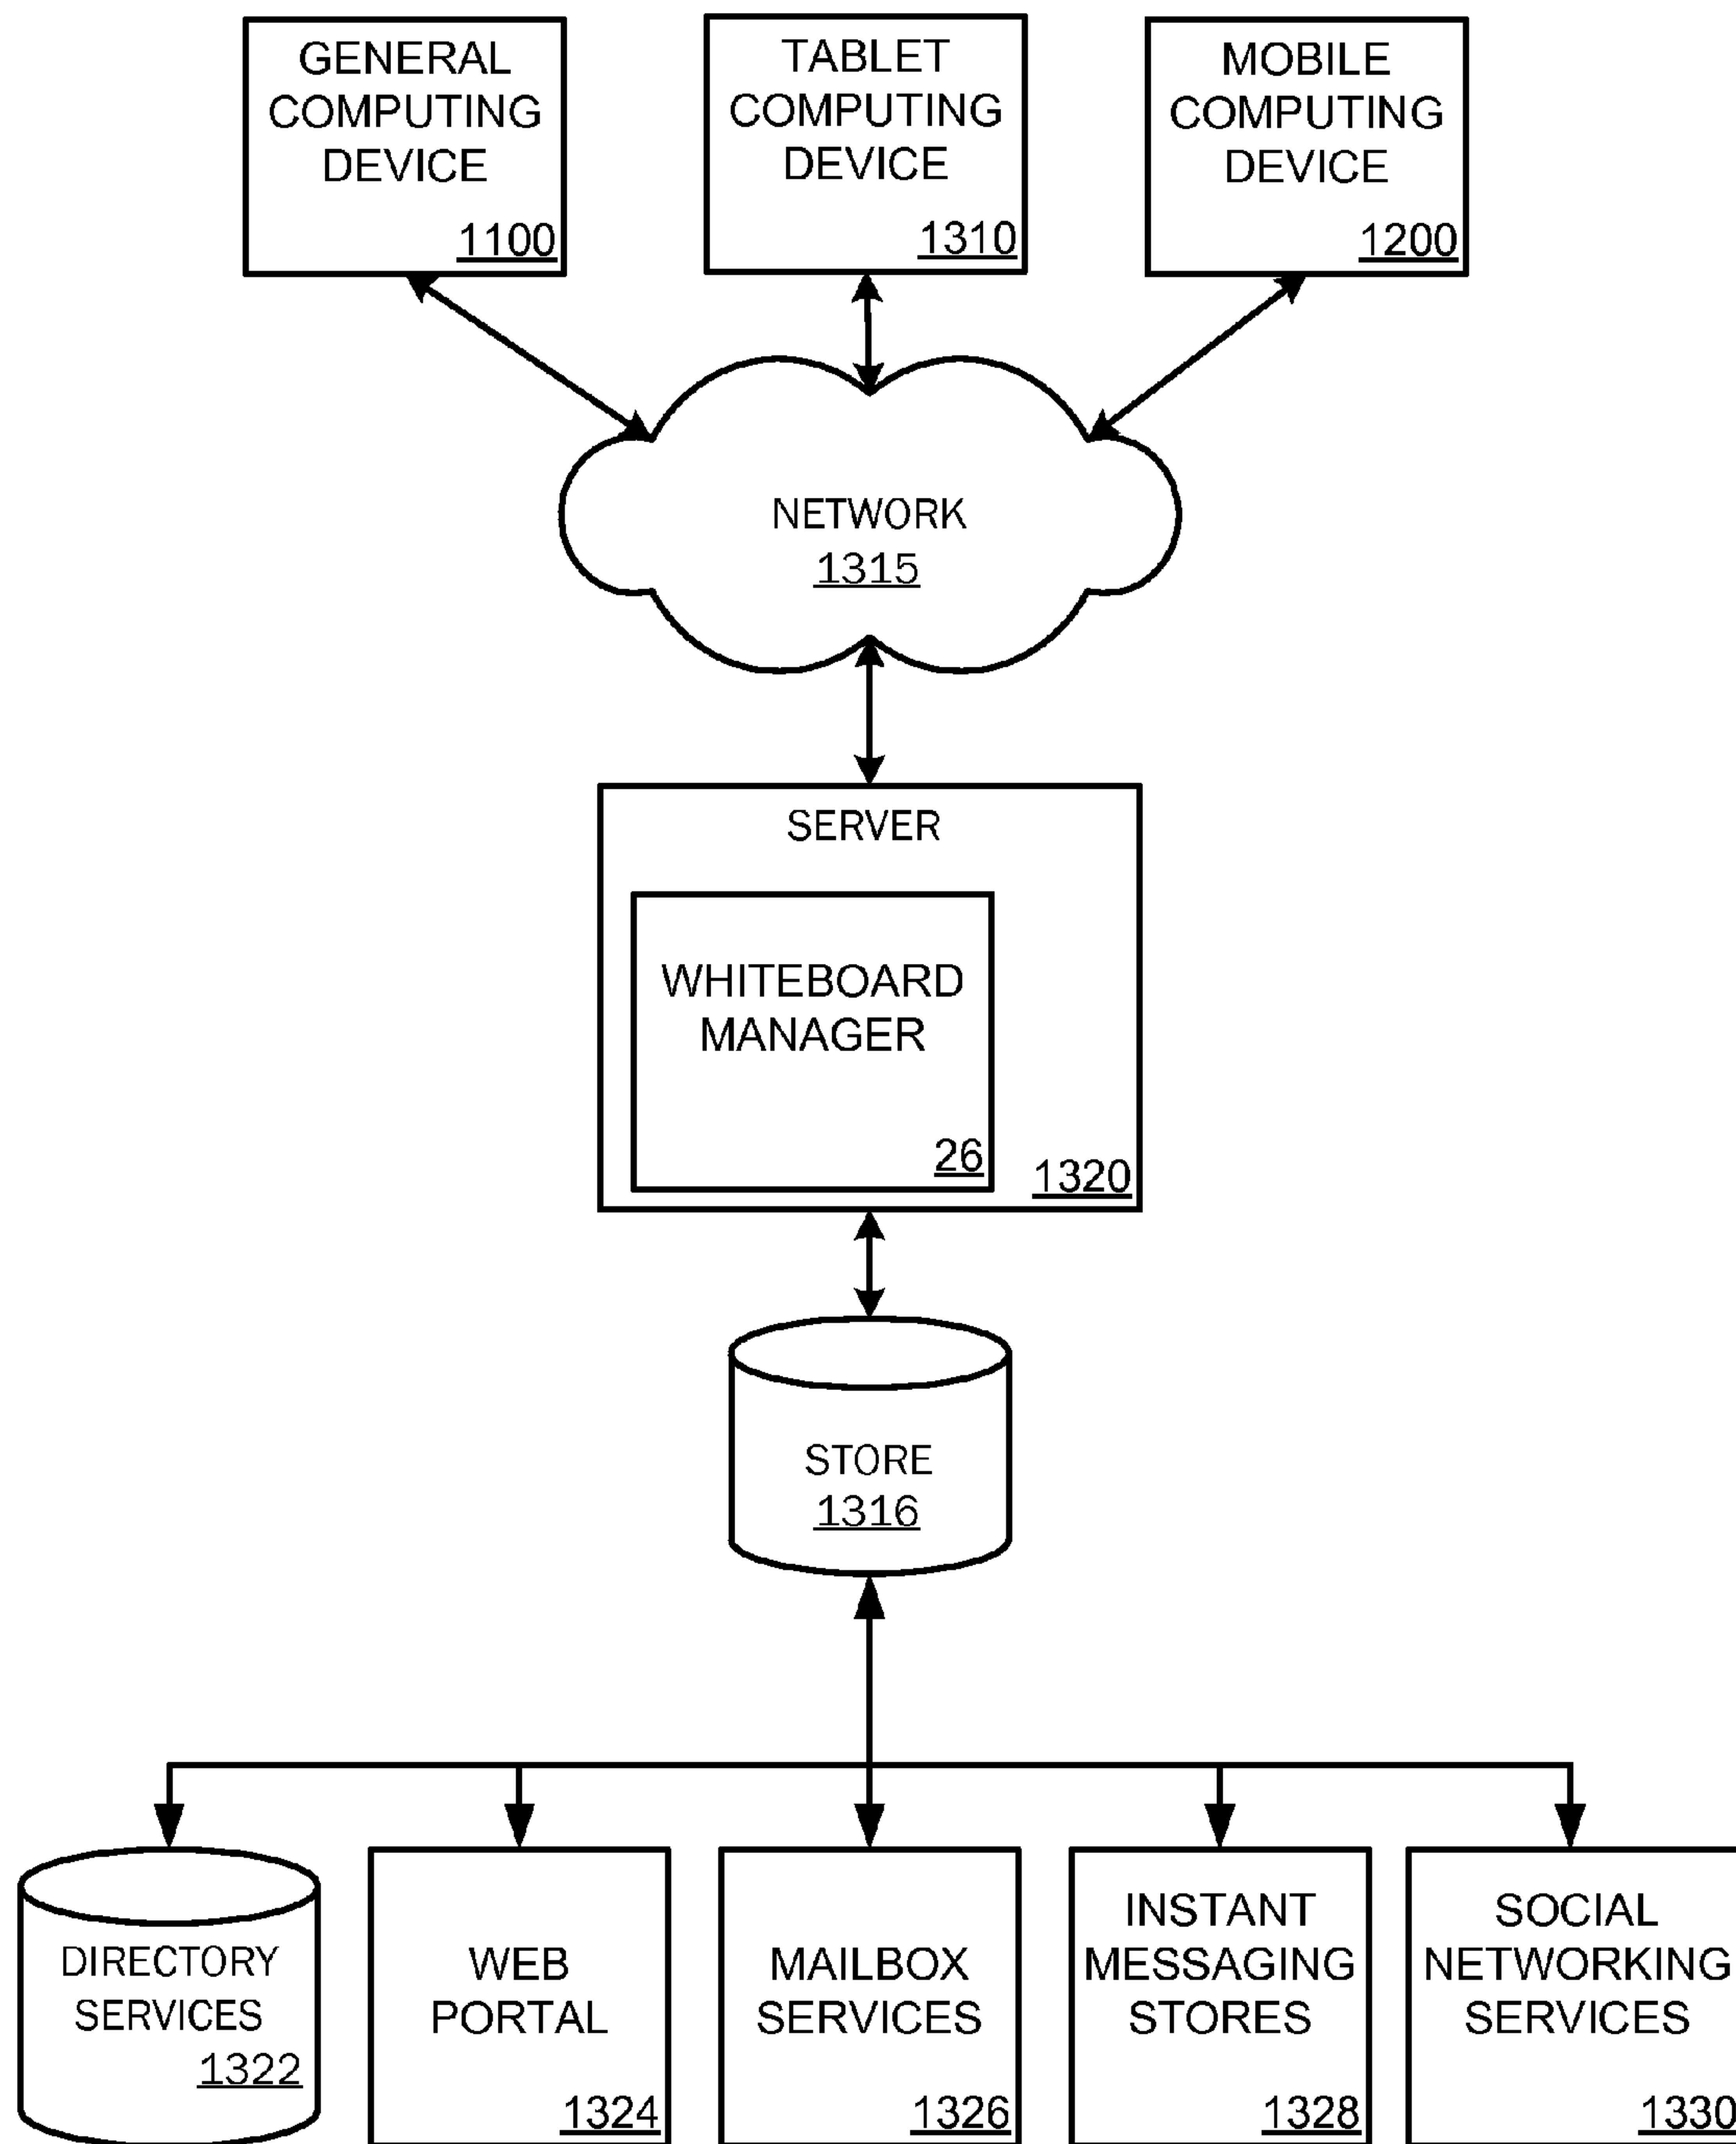 GENERAL
COMPUTING
DEVICE
1100
TABLET
COMPUTING
DEVICE
1310
MOBILE
COMPUTING
DEVICE
1200
NETWORK
1315
SERVER
WHITEBOARD
MANAGER
26
1320
STORE
1316
DIRECTORY
SERVICES
1322
WEB
PORTAL
1324
MAILBOX
SERVICES
1326
INSTANT
MESSAGING
STORES
1328
SOCIAL
NETWORKING
SERVICES
1330